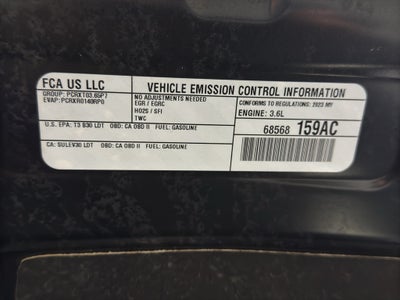 FCA US LLC
GROUP: PCRXT03.65P2
EVAP: PCRXR0140RP0
VEHICLE EMISSION CONTROL INFORMATION
NO ADJUSTMENTS NEEDED
EGR / EGRC
HO2S / SFI
TWC
CONFORMS TO REGULATIONS: 2023 MY
ENGINE: 3.6L
68568 159AC
U.S. EPA: T3 B30 LDT OBD: CA OBD II FUEL: GASOLINE
CA: SULEV30 LDT OBD: CA OBD II FUEL: GASOLINE